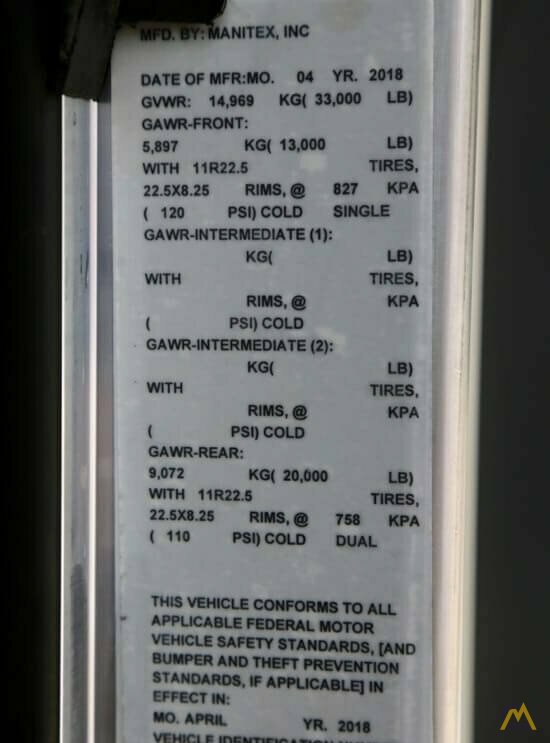 MFD. BY: MANITEX, INC
DATE OF MFR:MO. 04 YR. 2018
GVWR: 14,969 KG( 33,000 LB)
GAWR-FRONT:
5,897 KG( 13,000 LB)
WITH 11R22.5 TIRES,
22.5X8.25 RIMS, @ 827 KPA
( 120 PSI) COLD SINGLE
GAWR-INTERMEDIATE (1):
KG( LB)
WITH TIRES,
RIMS, @ KPA
( PSI) COLD
GAWR-INTERMEDIATE (2):
KG( LB)
WITH TIRES,
RIMS, @ KPA
( PSI) COLD
GAWR-REAR:
9,072 KG( 20,000 LB)
WITH 11R22.5 TIRES,
22.5X8.25 RIMS, @ 758 KPA
( 110 PSI) COLD DUAL
THIS VEHICLE CONFORMS TO ALL
APPLICABLE FEDERAL MOTOR
VEHICLE SAFETY STANDARDS, [AND
BUMPER AND THEFT PREVENTION
STANDARDS, IF APPLICABLE] IN
EFFECT IN:
MO. APRIL YR. 2018
VEHICLE IDENTIFICATION NUMBER